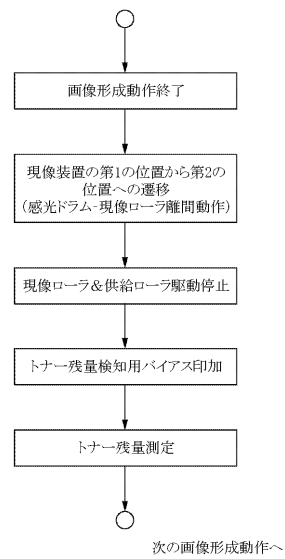 画像形成動作終了
現像装置の第1の位置から第2の
位置への遷移
(感光ドラム-現像ローラ離間動作)
現像ローラ&供給ローラ駆動停止
トナー残量検知用バイアス印加
トナー残量測定
次の画像形成動作へ